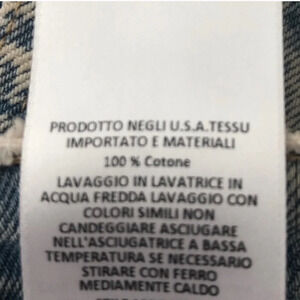 PRODOTTO NEGLI U.S.A.TESSU
IMPORTATO E MATERIALI
100 % Cotone
LAVAGGIO IN LAVATRICE IN
ACQUA FREDDA LAVAGGIO CON
COLORI SIMILI NON
CANDEGGIARE ASCIUGARE
NELL'ASCIUGATRICE A BASSA
TEMPERATURA SE NECESSARIO
STIRARE CON FERRO
MEDIAMENTE CALDO